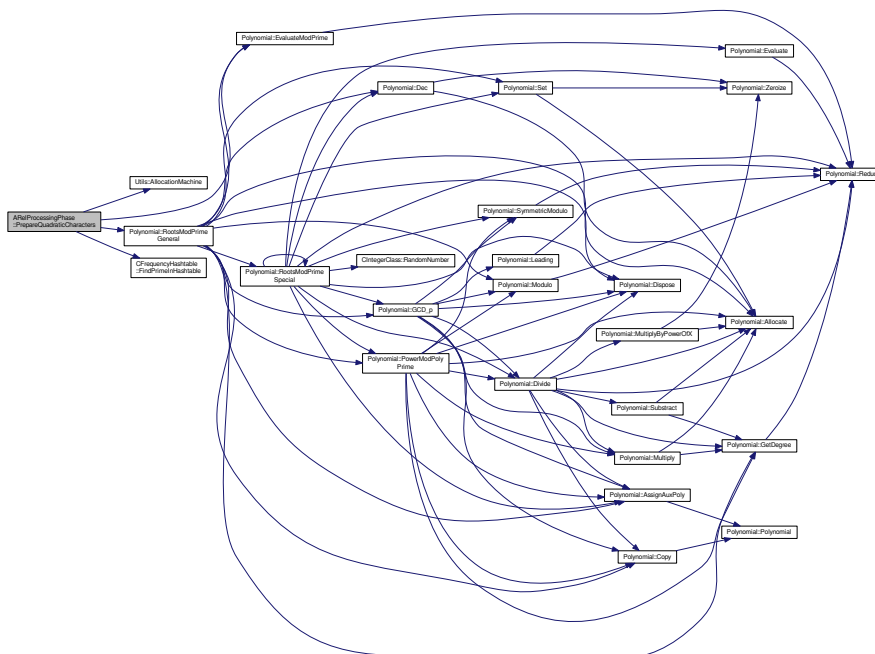 Polynomial::EvaluateModPrime
Polynomial::Evaluate
Polynomial::Dec
Polynomial::Set
Polynomial::Zeroize
Utils::AllocationMachine
Polynomial::Reduc
ARelProcessingPhase
::PrepareQuadraticCharacters
Polynomial::RootsModPrime
General
Polynomial::SymmetricModulo
CFrequencyHashtable
::FindPrimeInHashtable
Polynomial::RootsModPrime
Special
CIntegerClass::RandomNumber
Polynomial::Leading
Polynomial::Modulo
Polynomial::Dispose
Polynomial::GCD_p
Polynomial::Allocate
Polynomial::MultiplyByPowerOfX
Polynomial::PowerModPoly
Prime
Polynomial::Divide
Polynomial::Substract
Polynomial::GetDegree
Polynomial::Multiply
Polynomial::AssignAuxPoly
Polynomial::Polynomial
Polynomial::Copy